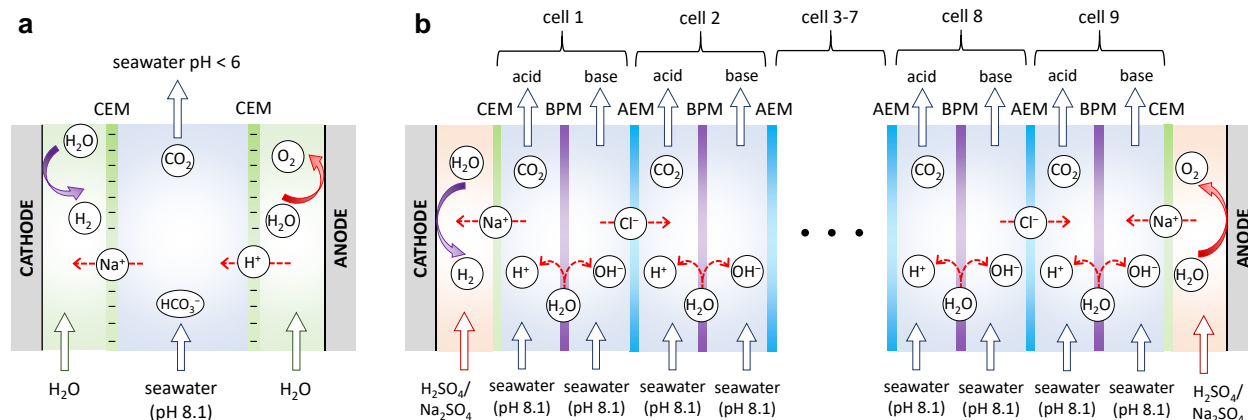 a
seawater pH < 6
CEM
CEM
H₂O
CO₂
O₂
H₂
H₂O
CATHODE
ANODE
Na⁺
H⁺
HCO₃⁻
H₂O
seawater
(pH 8.1)
H₂O
b
cell 1
cell 2
cell 3-7
cell 8
cell 9
acid
base
acid
base
acid
base
acid
base
CEM
BPM
AEM
BPM
AEM
AEM
BPM
AEM
BPM
CEM
H₂O
CO₂
CO₂
CO₂
CO₂
O₂
CATHODE
ANODE
Na⁺
Cl⁻
• • •
Cl⁻
Na⁺
H₂
H⁺
OH⁻
H⁺
OH⁻
H⁺
OH⁻
H⁺
OH⁻
H₂O
H₂O
H₂O
H₂O
H₂O
H₂SO₄/
Na₂SO₄
seawater
(pH 8.1)
seawater
(pH 8.1)
seawater
(pH 8.1)
seawater
(pH 8.1)
seawater
(pH 8.1)
seawater
(pH 8.1)
seawater
(pH 8.1)
seawater
(pH 8.1)
H₂SO₄/
Na₂SO₄